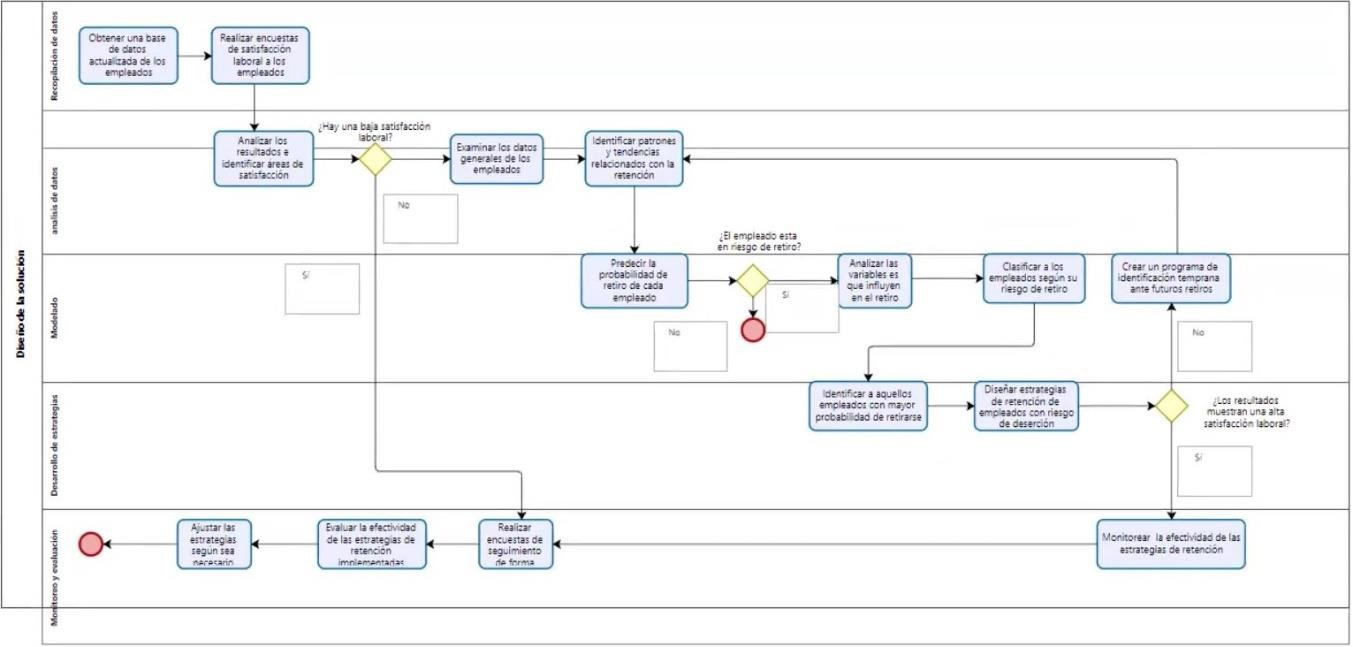 Diseño de la solucion
Recopilación de datos
Obtener una base
de datos
actualizada de los
empleados
Realizar encuestas
de satisfacción
laboral a los
empleados
analisis de datos
Analizar los
resultados e
identificar áreas de
satisfacción
¿Hay una baja satisfacción
laboral?
Examinar los datos
generales de los
empleados
Identificar patrones
y tendencias
relacionados con la
retención
No
Sí
Modelado
Predecir la
probabilidad de
retiro de cada
empleado
¿El empleado esta
en riesgo de retiro?
Sí
No
Analizar las
variables es
que influyen
en el retiro
Clasificar a los
empleados según su
riesgo de retiro
Crear un programa de
identificación temprana
ante futuros retiros
No
Desarrollo de estrategias
Identificar a aquellos
empleados con mayor
probabilidad de retirarse
Diseñar estrategias
de retención de
empleados con riesgo
de deserción
¿Los resultados
muestran una alta
satisfacción laboral?
Sí
Monitoreo y evaluación
Ajustar las
estrategias
según sea
necesario
Evaluar la efectividad
de las estrategias de
retención
implementadas
Realizar
encuestas de
seguimiento
de forma
Monitorear la efectividad de las
estrategias de retención